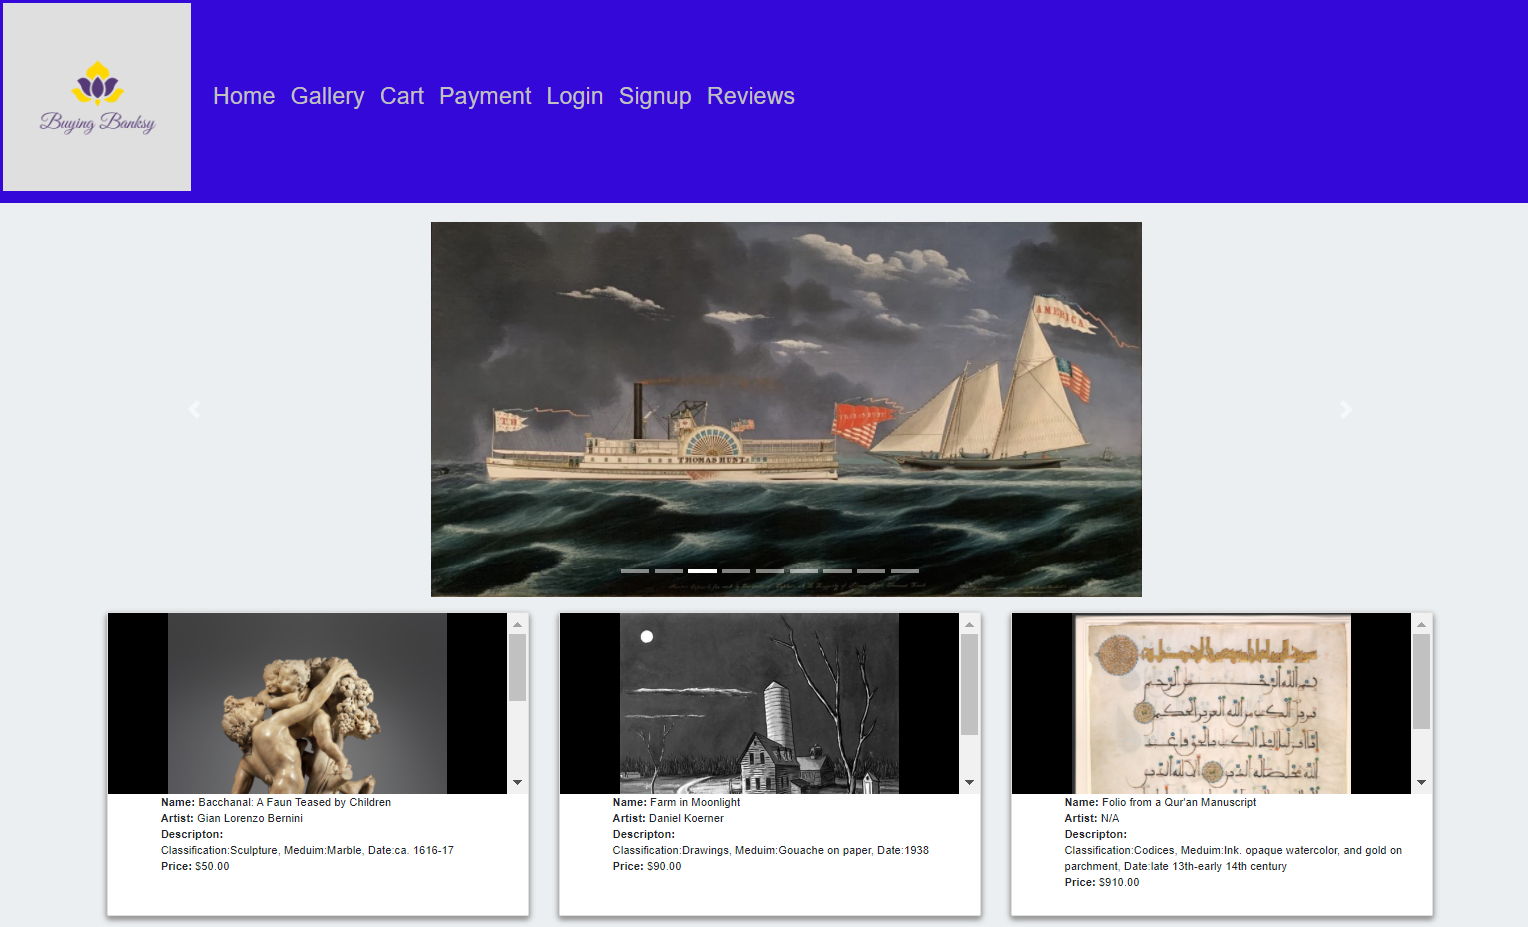 Buying Banksy
Home Gallery Cart Payment Login Signup Reviews
AMERICA
T.H
THOMAS HUNT
Name: Bacchanal: A Faun Teased by Children
Artist: Gian Lorenzo Bernini
Descripton:
Classification:Sculpture, Meduim:Marble, Date:ca. 1616-17
Price: $50.00
Name: Farm in Moonlight
Artist: Daniel Koerner
Descripton:
Classification:Drawings, Meduim:Gouache on paper, Date:1938
Price: $90.00
Name: Folio from a Qur'an Manuscript
Artist: N/A
Descripton:
Classification:Codices, Meduim:Ink. opaque watercolor, and gold on
parchment, Date:late 13th-early 14th century
Price: $910.00